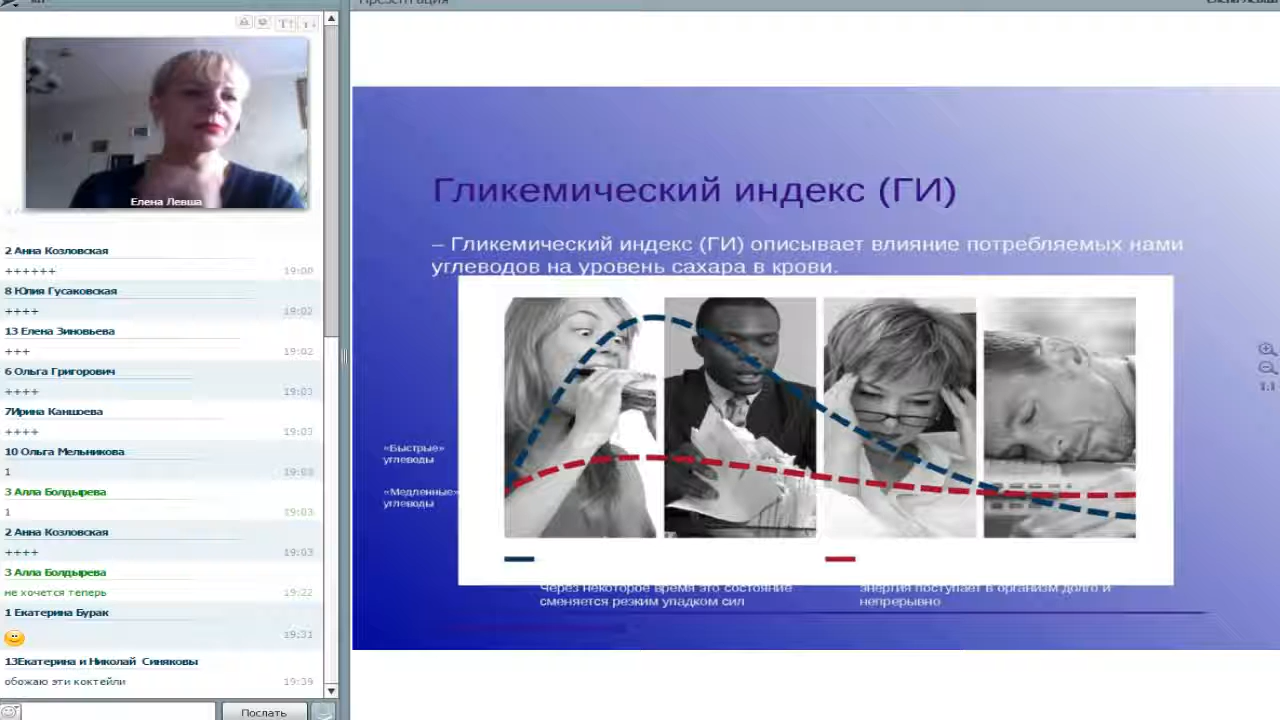 Презентация
T↑
Елена Левша
2 Анна Козловская
++++++ 19:00
8 Юлия Гусаковская
++++ 19:02
13 Елена Зиновьева
+++ 19:02
6 Ольга Григорович
++++ 19:03
7Ирина Каншоева
++++ 19:03
10 Ольга Мельникова
1 19:03
3 Алла Болдырева
1 19:03
2 Анна Козловская
++++ 19:03
3 Алла Болдырева
не хочется теперь 19:22
1 Екатерина Бурак
19:31
13Екатерина и Николай Синяковы
обожаю эти коктейли 19:39
Послать
Гликемический индекс (ГИ)
– Гликемический индекс (ГИ) описывает влияние потребляемых нами
углеводов на уровень сахара в крови.
«Быстрые»
углеводы
«Медленные»
углеводы
Через некоторое время это состояние
сменяется резким упадком сил
энергия поступает в организм долго и
непрерывно
1:1